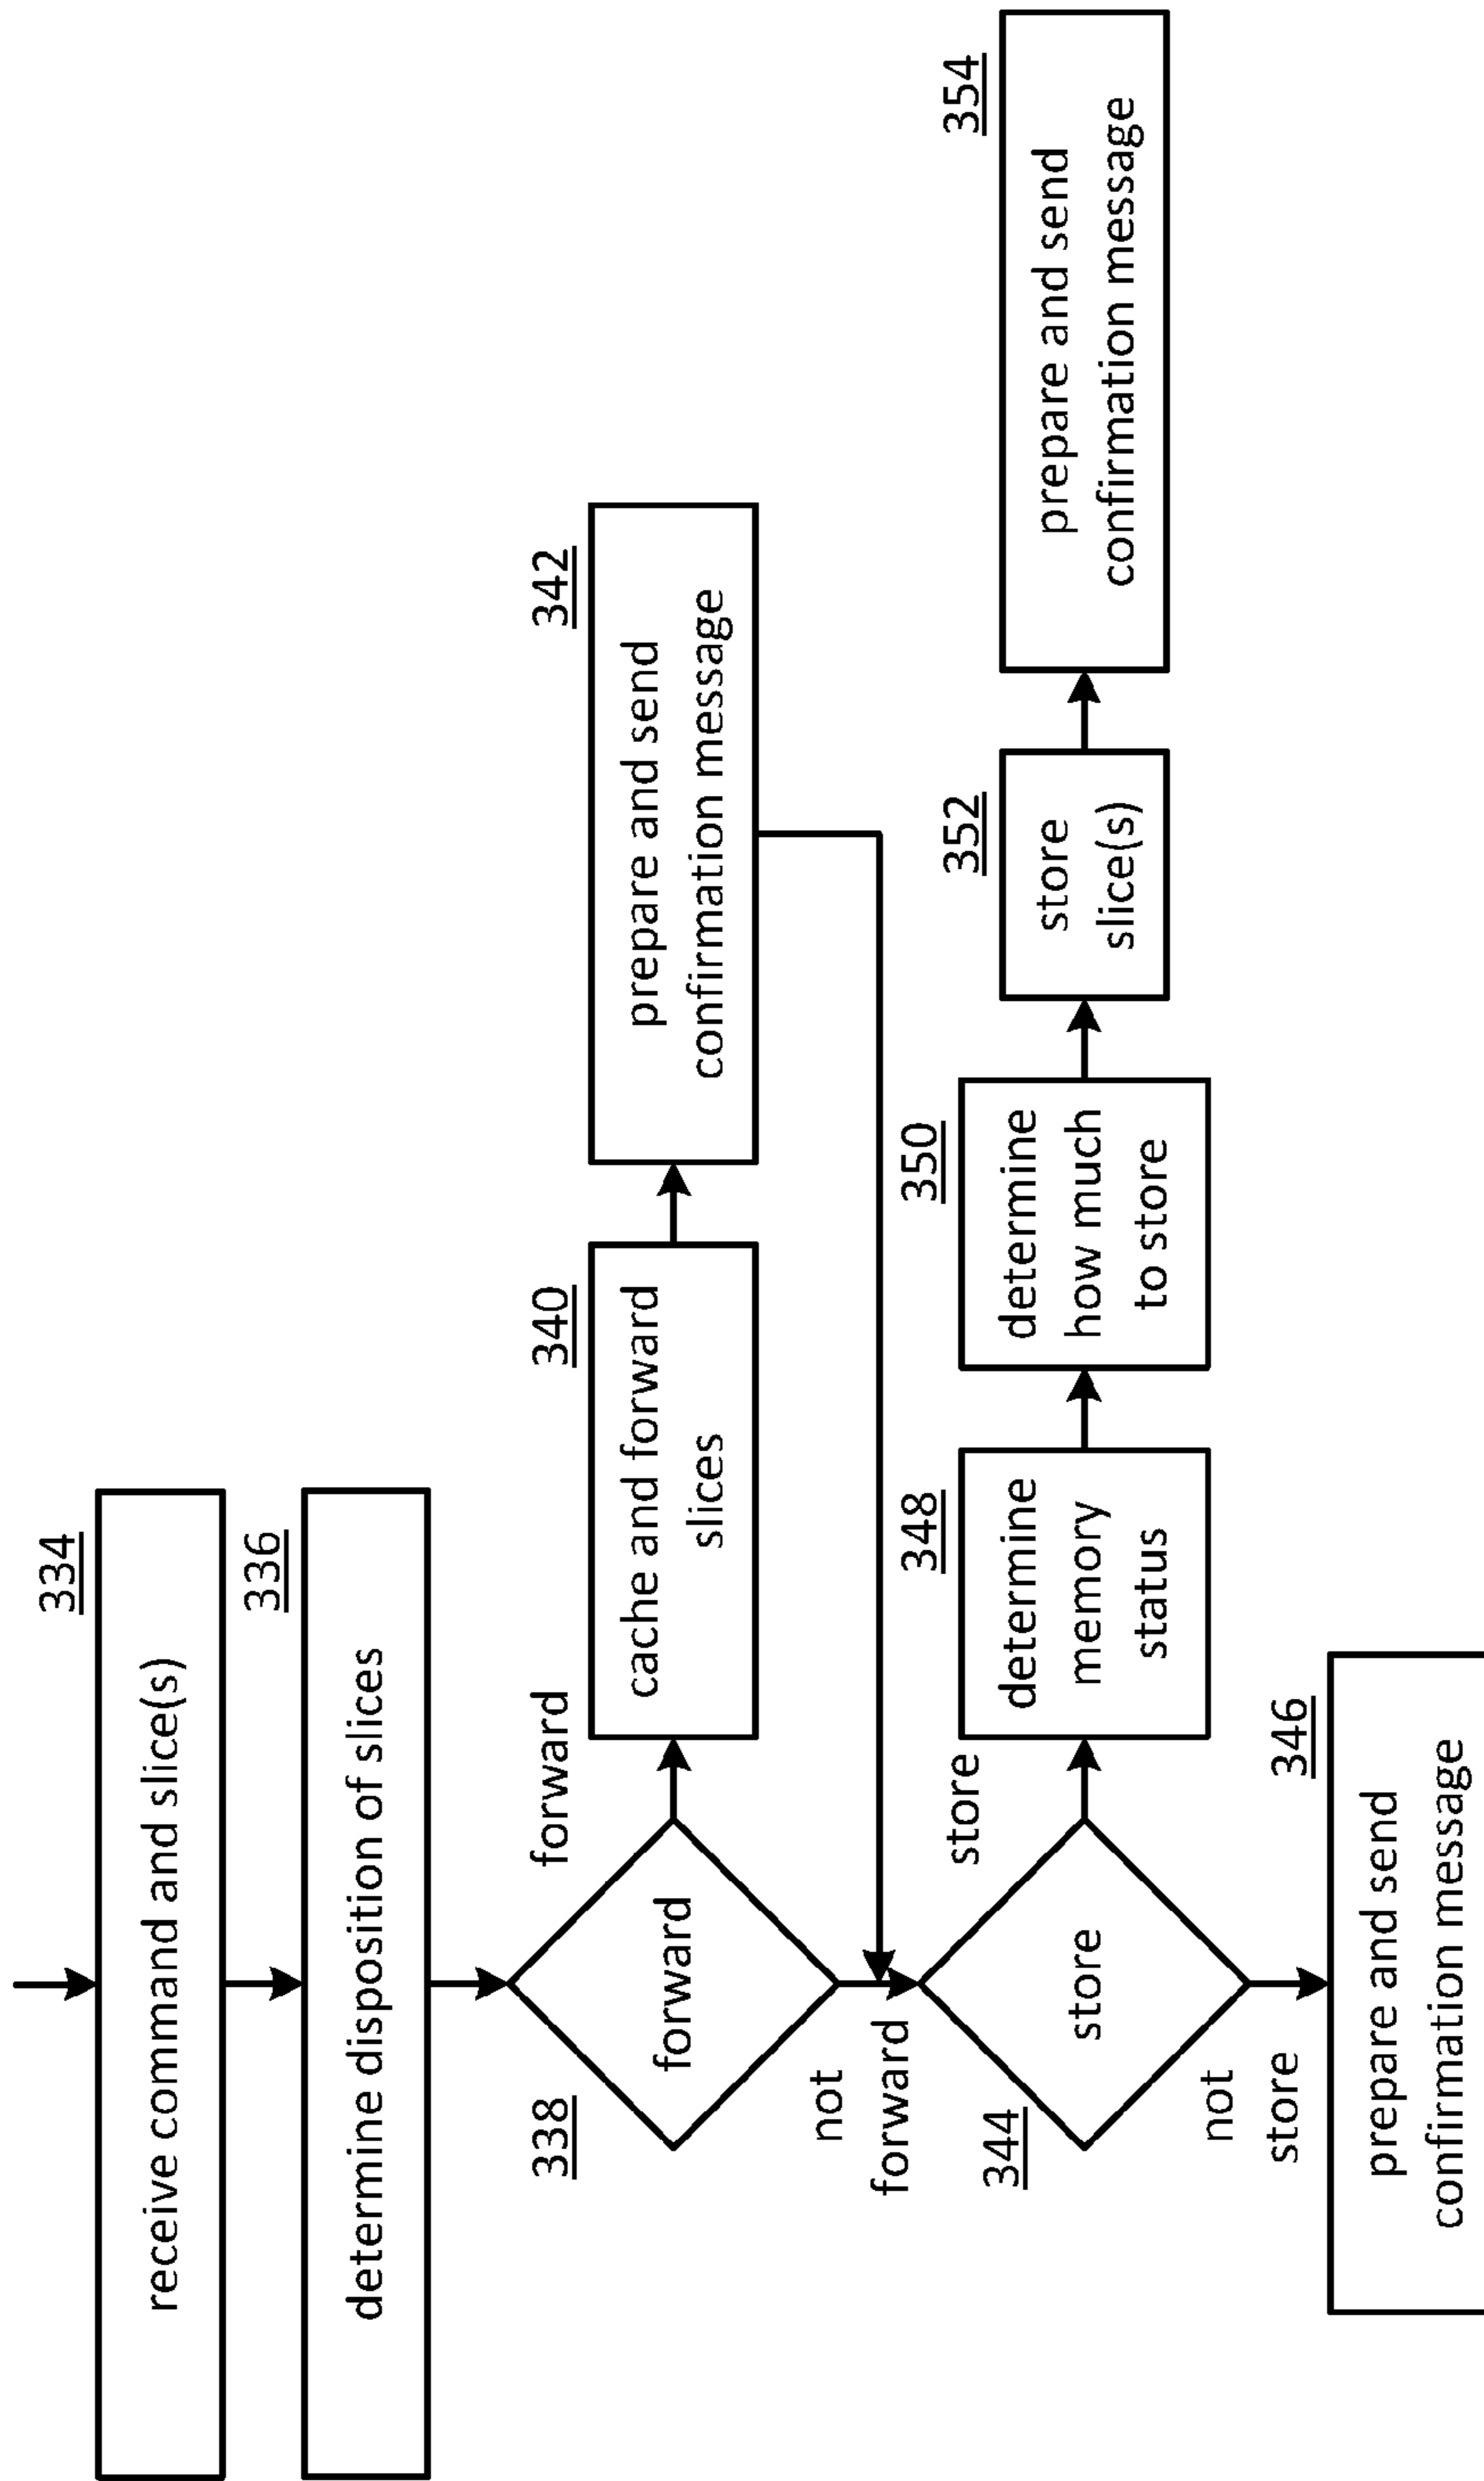 334
receive command and slice(s)
336
determine disposition of slices
338
forward
forward
not
forward
340
cache and forward
slices
342
prepare and send
confirmation message
344
store
store
not
store
346
prepare and send
confirmation message
348
determine
memory
status
350
determine
how much
to store
352
store
slice(s)
354
prepare and send
confirmation message